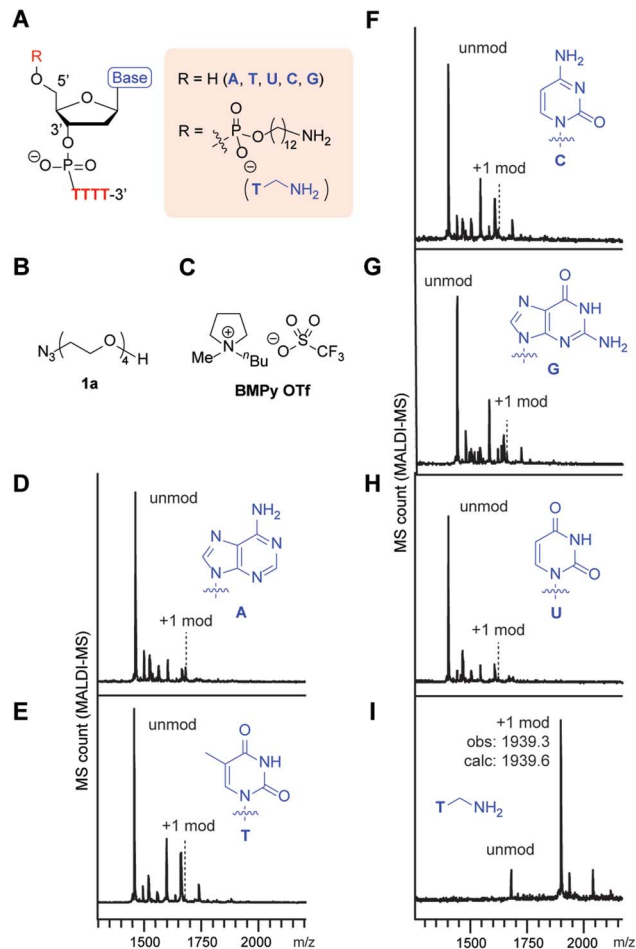 A
R
O
5'
Base
O
3'
O
⊖O-P=O
O
TTTT-3'
R = H (A, T, U, C, G)
R =
O
P
O
12
NH2
O
⊖
(T NH2)
B
N3
O
4
H
1a
C
⊕
N
Me
nBu
O
O
⊖O
S
CF3
BMPy OTf
D
unmod
NH2
N
N
N
N
A
+1 mod
E
unmod
O
NH
N
O
T
+1 mod
MS count (MALDI-MS)
1500
1750
2000
m/z
F
unmod
NH2
N
N
O
C
+1 mod
G
unmod
O
N
NH
N
N
NH2
G
+1 mod
H
unmod
O
NH
N
O
U
+1 mod
I
+1 mod
obs: 1939.3
calc: 1939.6
T NH2
unmod
MS count (MALDI-MS)
1500
1750
2000
m/z